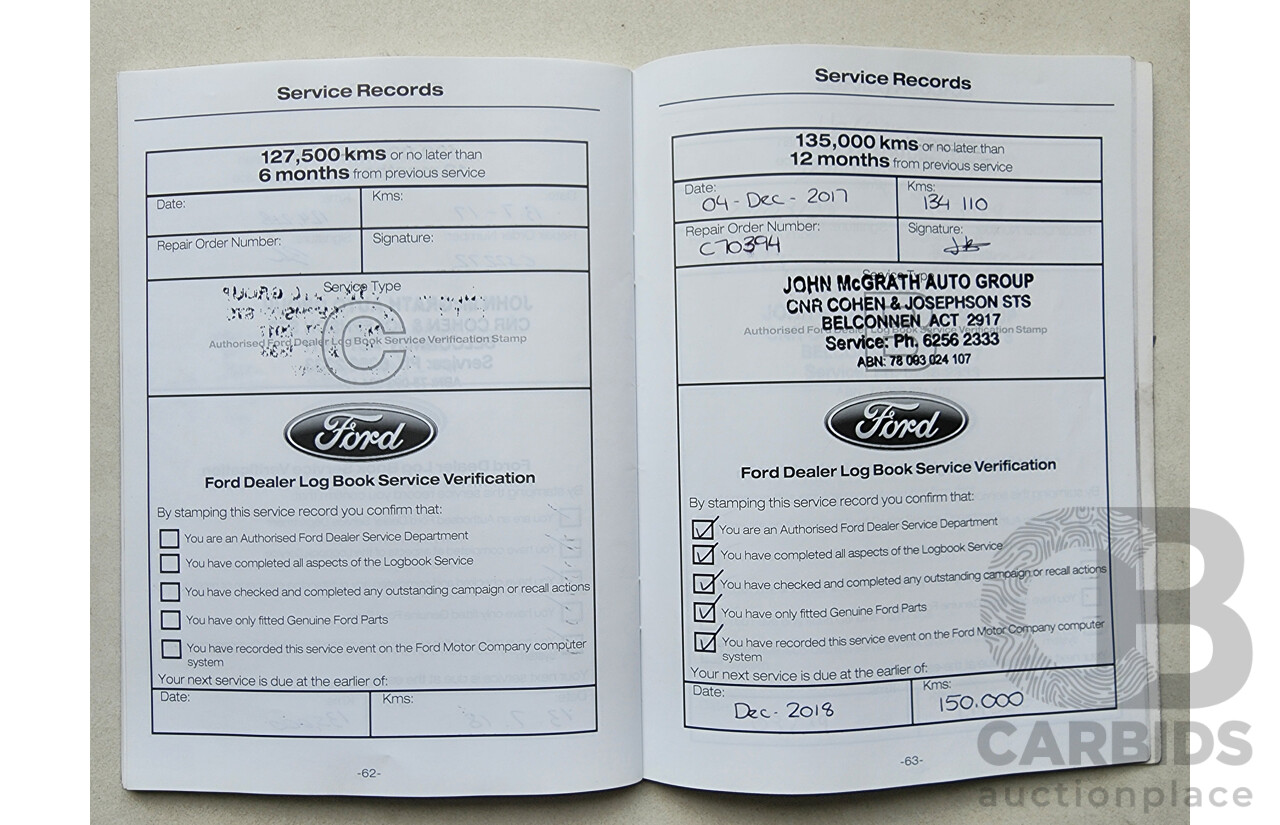 Service Records
127,500 kms or no later than
6 months from previous service
Date:
Kms:
Repair Order Number:
Signature:
Service Type
C
Authorised Ford Dealer Log Book Service Verification Stamp
Ford
Ford Dealer Log Book Service Verification
By stamping this service record you confirm that:
You are an Authorised Ford Dealer Service Department
You have completed all aspects of the Logbook Service
You have checked and completed any outstanding campaign or recall actions
You have only fitted Genuine Ford Parts
You have recorded this service event on the Ford Motor Company computer
system
Your next service is due at the earlier of:
Date:
Kms:
-62-
Service Records
135,000 kms or no later than
12 months from previous service
Date:
04-Dec-2017
Kms:
134 110
Repair Order Number:
C70394
Signature:
Service Type
JOHN McGRATH AUTO GROUP
CNR COHEN & JOSEPHSON STS
BELCONNEN ACT 2917
Authorised Ford Dealer Log Book Service Verification Stamp
Service: Ph. 6256 2333
ABN: 78 083 024 107
Ford
Ford Dealer Log Book Service Verification
By stamping this service record you confirm that:
You are an Authorised Ford Dealer Service Department
You have completed all aspects of the Logbook Service
You have checked and completed any outstanding campaign or recall actions
You have only fitted Genuine Ford Parts
You have recorded this service event on the Ford Motor Company computer
system
Your next service is due at the earlier of:
Date:
Dec-2018
Kms:
150.000
-63-
CB
CARBIDS
auctionplace